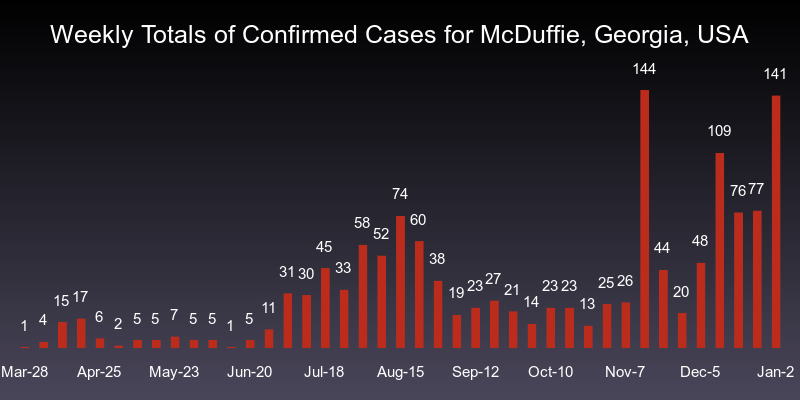 Weekly Totals of Confirmed Cases for McDuffie, Georgia, USA
1 4 15 17 6 2 5 5 7 5 5 1 5 11 31 30 45 33 58 52 74 60 38 19 23 27 21 14 23 23 13 25 26 144 44 20 48 109 76 77 141
Mar-28 Apr-25 May-23 Jun-20 Jul-18 Aug-15 Sep-12 Oct-10 Nov-7 Dec-5 Jan-2